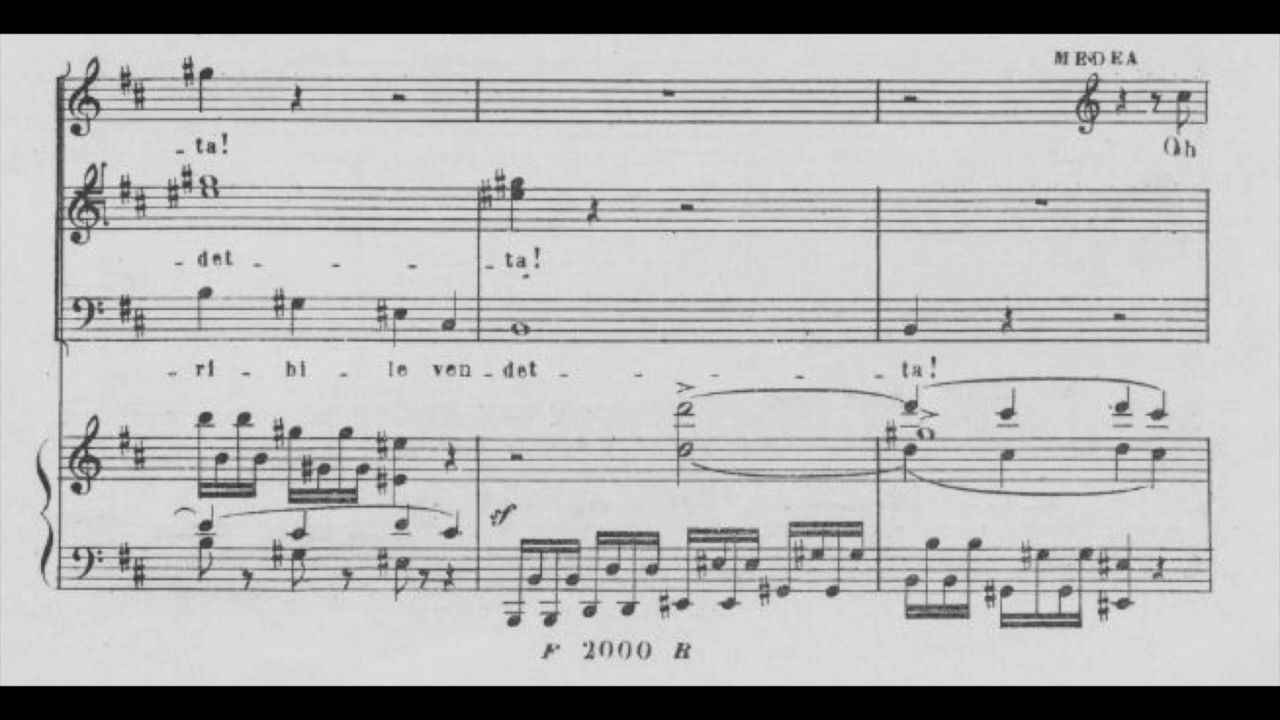 MEDEA
- ta! Oh
- det - - - - ta!
- ri - bi - le ven - det - - - - ta!
sf
F 2000 R